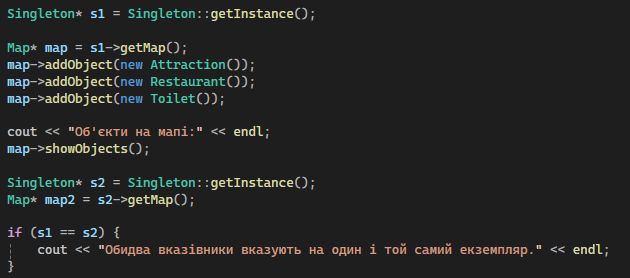 Singleton* s1 = Singleton::getInstance();
Map* map = s1->getMap();
map->addObject(new Attraction());
map->addObject(new Restaurant());
map->addObject(new Toilet());
cout << "Об'єкти на мапі:" << endl;
map->showObjects();
Singleton* s2 = Singleton::getInstance();
Map* map2 = s2->getMap();
if (s1 == s2) {
cout << "Обидва вказівники вказують на один і той самий екземпляр." << endl;
}